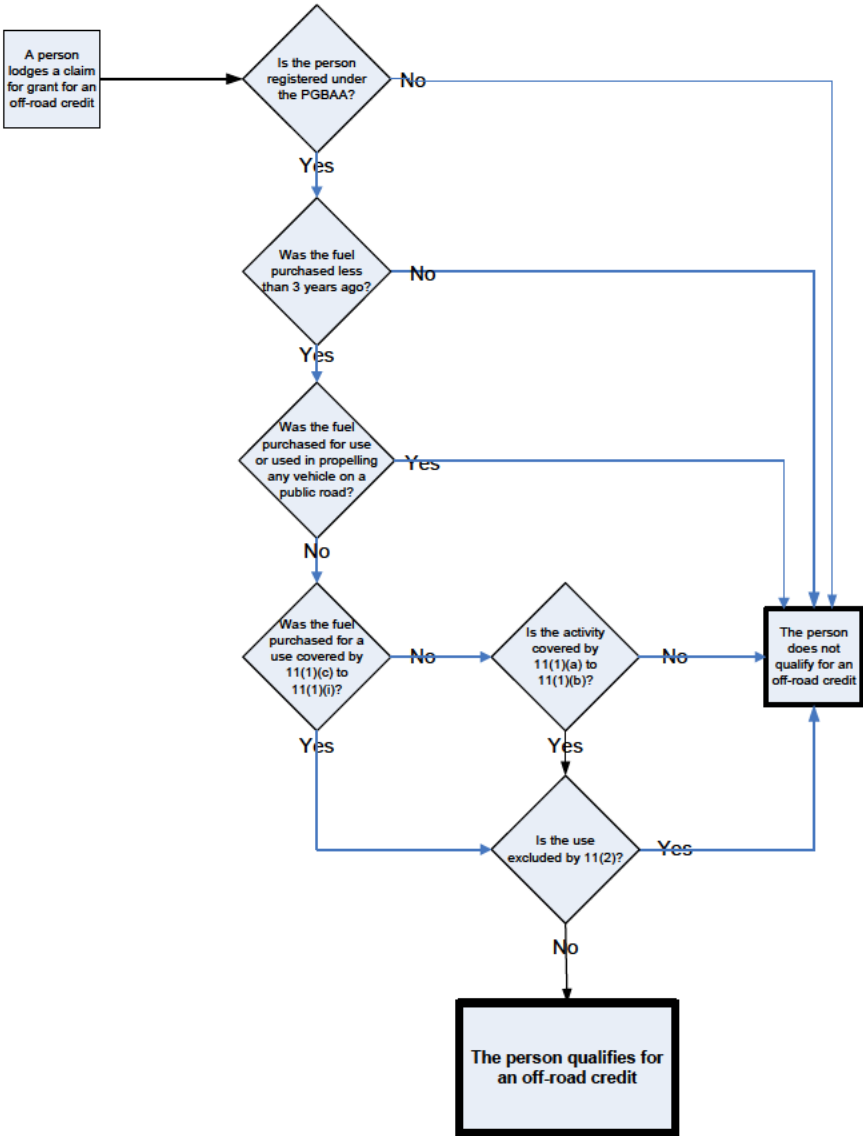 A person
lodges a claim
for grant for an
off-road credit
Is the person
registered under
the PGBAA?
No
Yes
Was the fuel
purchased less
than 3 years ago?
No
Yes
Was the fuel
purchased for use
or used in propelling
any vehicle on a
public road?
Yes
No
Was the fuel
purchased for a
use covered by
11(1)(c) to
11(1)(i)?
No
Is the activity
covered by
11(1)(a) to
11(1)(b)?
No
The person
does not
qualify for an
off-road credit
Yes
Yes
Is the use
excluded by 11(2)?
Yes
No
The person qualifies for
an off-road credit